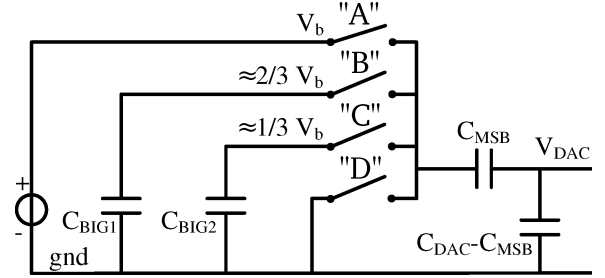 V_b "A"
≈2/3 V_b "B"
≈1/3 V_b "C"
"D"
C_MSB
V_DAC
+
-
C_BIG1
C_BIG2
C_DAC-C_MSB
gnd